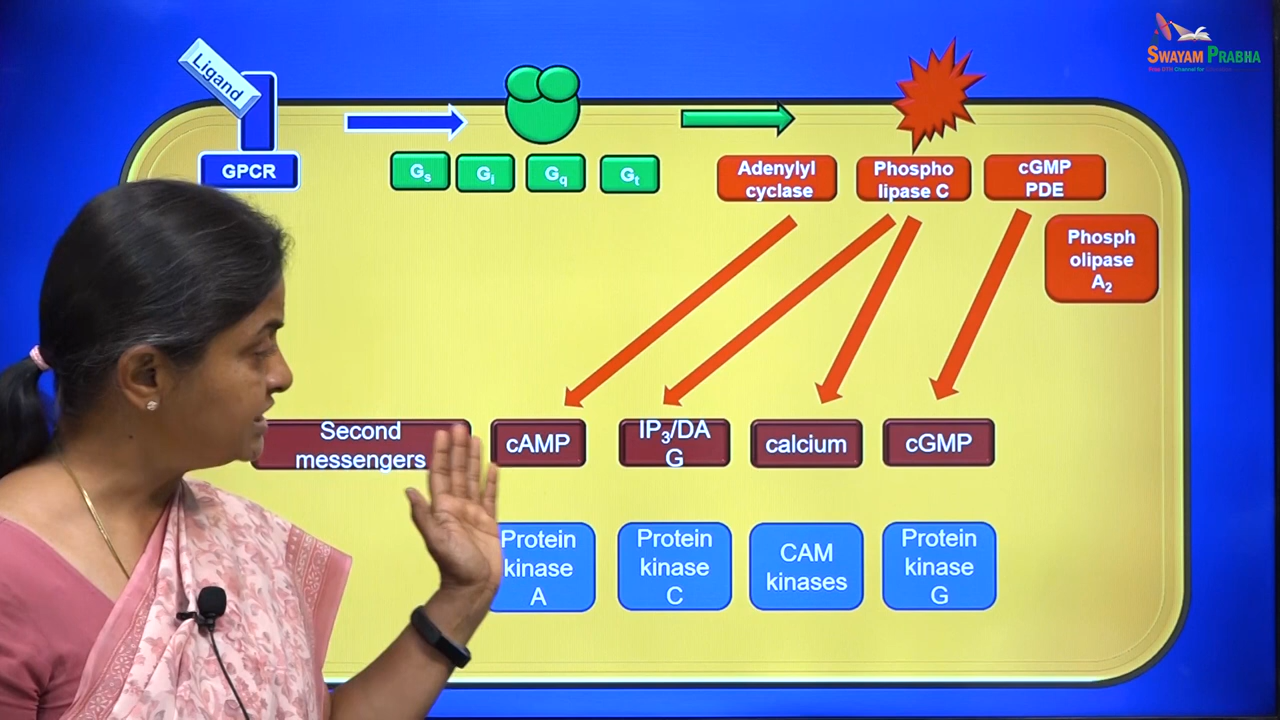 SWAYAM PRABHA
Ligand
GPCR
Gs
Gi
Gq
Gt
Adenylyl
cyclase
Phospho
lipase C
cGMP
PDE
Phosph
olipase
A2
Second
messengers
cAMP
IP3/DA
G
calcium
cGMP
Protein
kinase
A
Protein
kinase
C
CAM
kinases
Protein
kinase
G